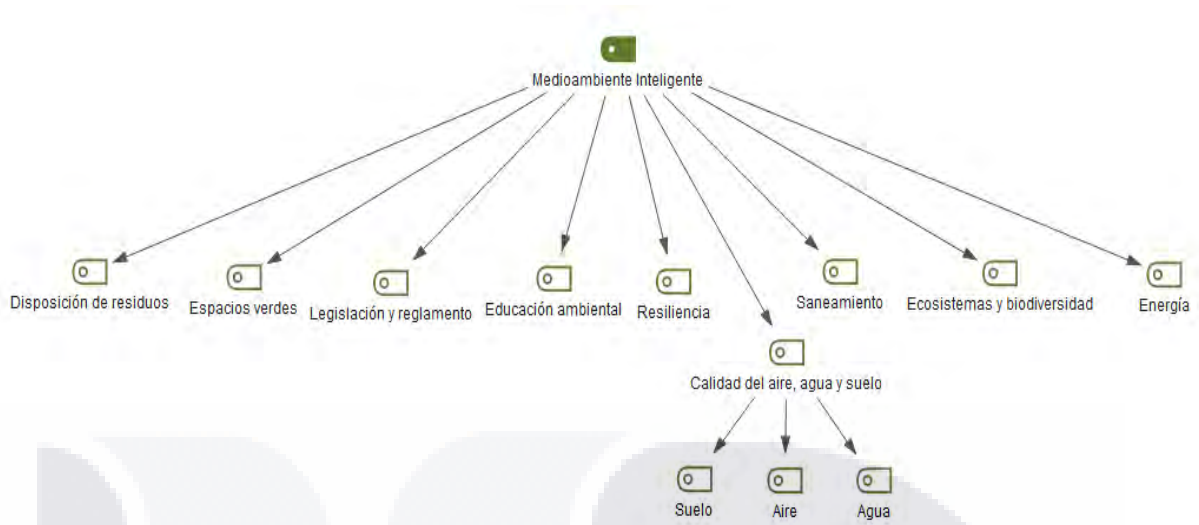 Medioambiente Inteligente
Disposición de residuos
Espacios verdes
Legislación y reglamento
Educación ambiental
Resiliencia
Saneamiento
Ecosistemas y biodiversidad
Energía
Calidad del aire, agua y suelo
Suelo
Aire
Agua